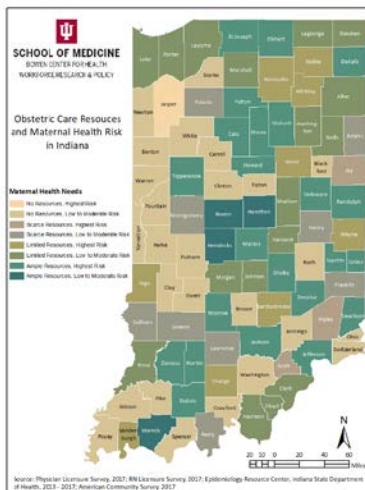 SCHOOL OF MEDICINE
BOWEN CENTER FOR HEALTH
WORKFORCE RESEARCH & POLICY
Obstetric Care Resouces
and Maternal Health Risk
in Indiana
Maternal Health Needs
No Resources, Highest Risk
No Resources, Low to Moderate Risk
Scarce Resources, Highest Risk
Scarce Resources, Low to Moderate Risk
Limited Resources, Highest Risk
Limited Resources, Low to Moderate Risk
Ample Resources, Highest Risk
Ample Resources, Low to Moderate Risk
Lake
Porter
LaPorte
St Joseph
Elkhart
Lagrange
Steuben
Noble
DeKalb
Starke
Marshall
Kosciusko
Whitley
Allen
Newton
Jasper
Pulaski
Fulton
Cass
Miami
Wabash
Wells
Adams
Benton
White
Carroll
Howard
Grant
Black
ford
Jay
Warren
Tippecanoe
Clinton
Tipton
Madison
Delaware
Randolph
Fountain
Montgomery
Boone
Hamilton
Henry
Wayne
Parke
Putnam
Hendricks
Marion
Hancock
Rush
Fayette
Union
Vigo
Clay
Owen
Morgan
Johnson
Shelby
Franklin
Decatur
Sullivan
Greene
Monroe
Brown
Bartholomew
Jennings
Ripley
Dearborn
Ohio
Switzerland
Knox
Daviess
Martin
Lawrence
Jackson
Jefferson
Scott
Washington
Orange
Clark
Gibson
Pike
Dubois
Crawford
Floyd
Harrison
Posey
Vander
burgh
Warrick
Spencer
Perry
N
20 10 0 20 40 60
Miles
Source: Physician Licensure Survey, 2017; RN Licensure Survey, 2017; Epidemiology Resource Center, Indiana State Department
of Health, 2013 - 2017; American Community Survey 2017